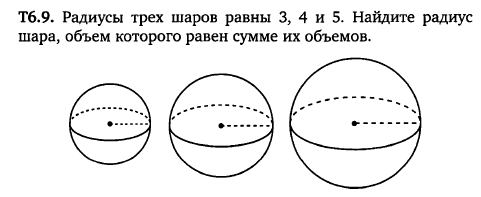 Т6.9. Радиусы трех шаров равны 3, 4 и 5. Найдите радиус
шара, объем которого равен сумме их объемов.